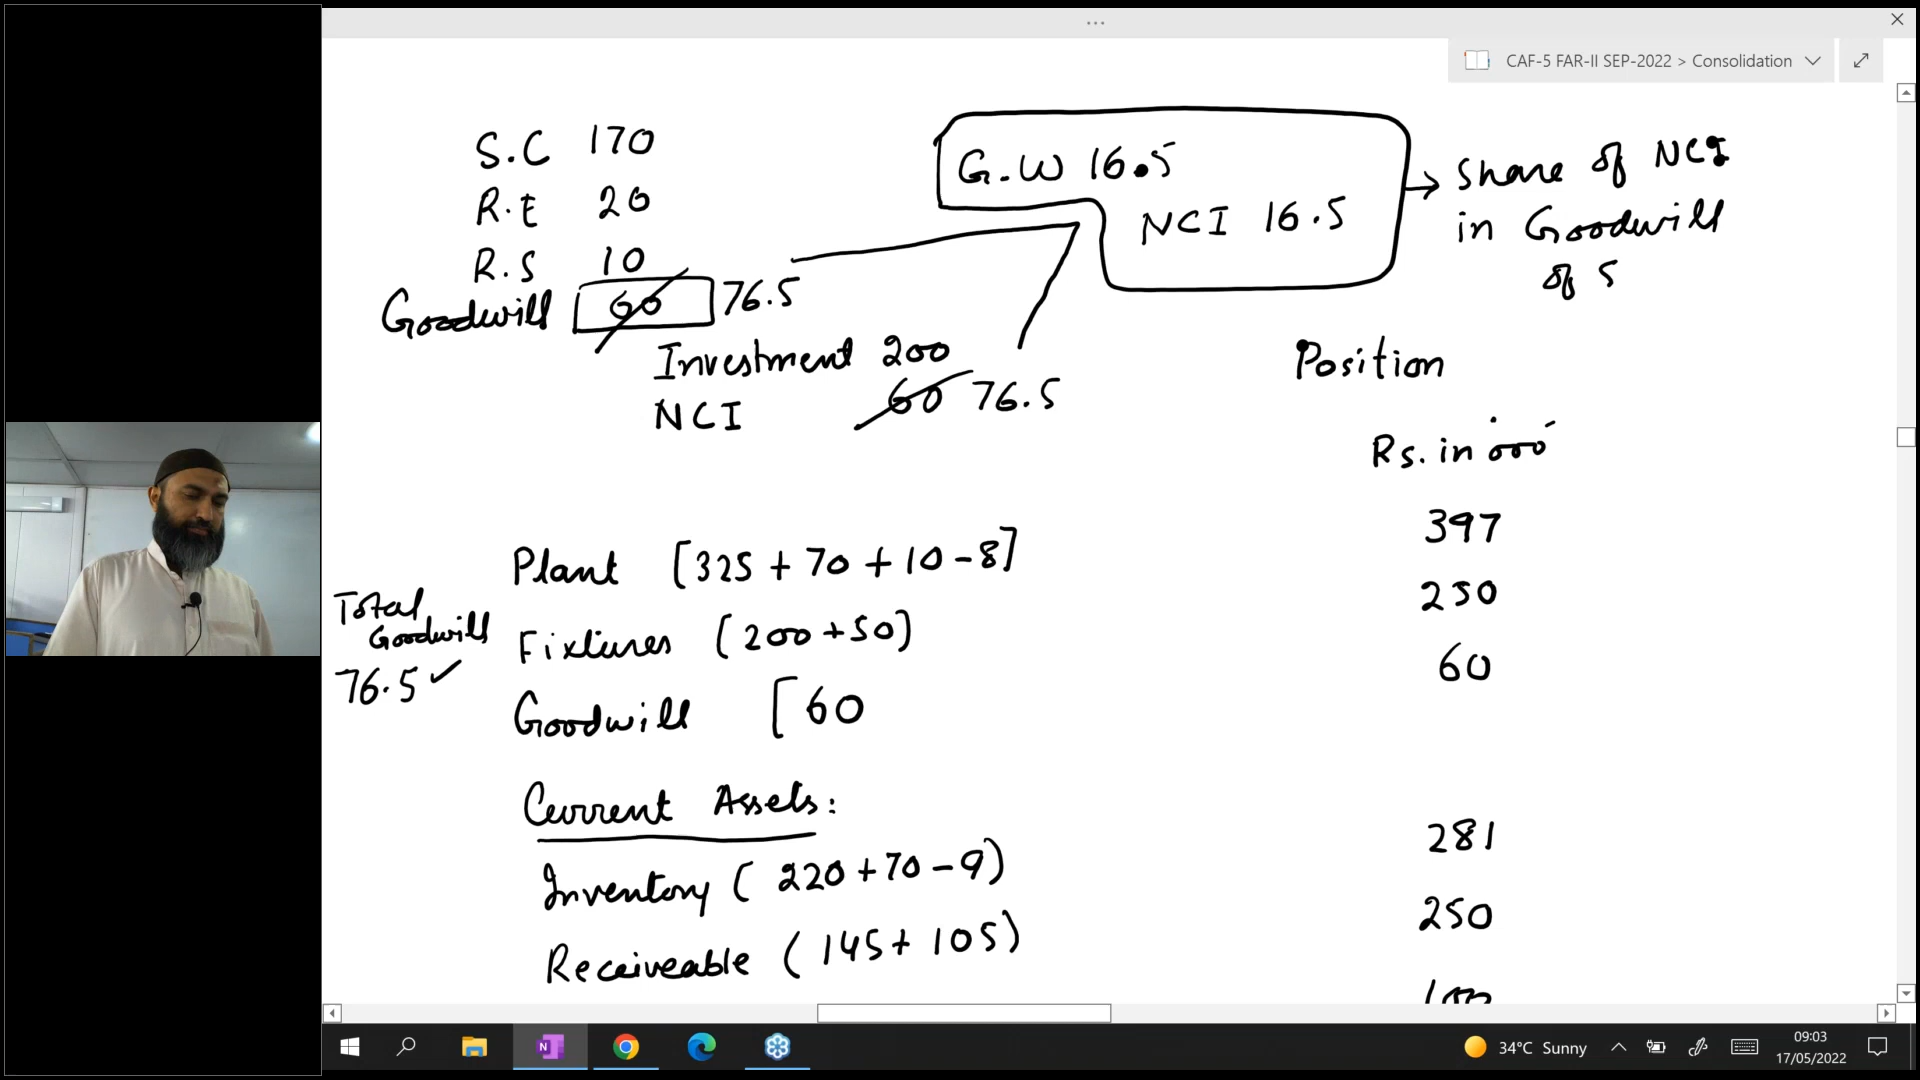 CAF-5 FAR-II SEP-2022 > Consolidation
S.C 170
R.E 20
R.S 10
Goodwill 60 76.5
Investment 200
NCI 60 76.5
G.W 16.5
NCI 16.5
Share of NCI
in Goodwill
of S
Position
Rs. in 000
Plant [325 + 70 + 10 - 8] 397
Total
Goodwill
76.5 ✓
Fixtures (200 + 50) 250
Goodwill [60 60
Current Assets:
Inventory (220 + 70 - 9) 281
Receiveable (145 + 105) 250
100
34°C Sunny
09:03
17/05/2022